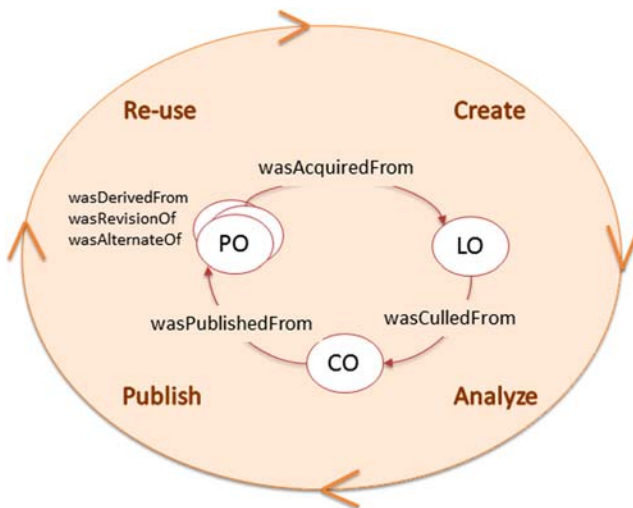 Re-use
Create
wasAcquiredFrom
wasDerivedFrom
wasRevisionOf
wasAlternateOf
PO
LO
wasPublishedFrom
wasCulledFrom
CO
Publish
Analyze